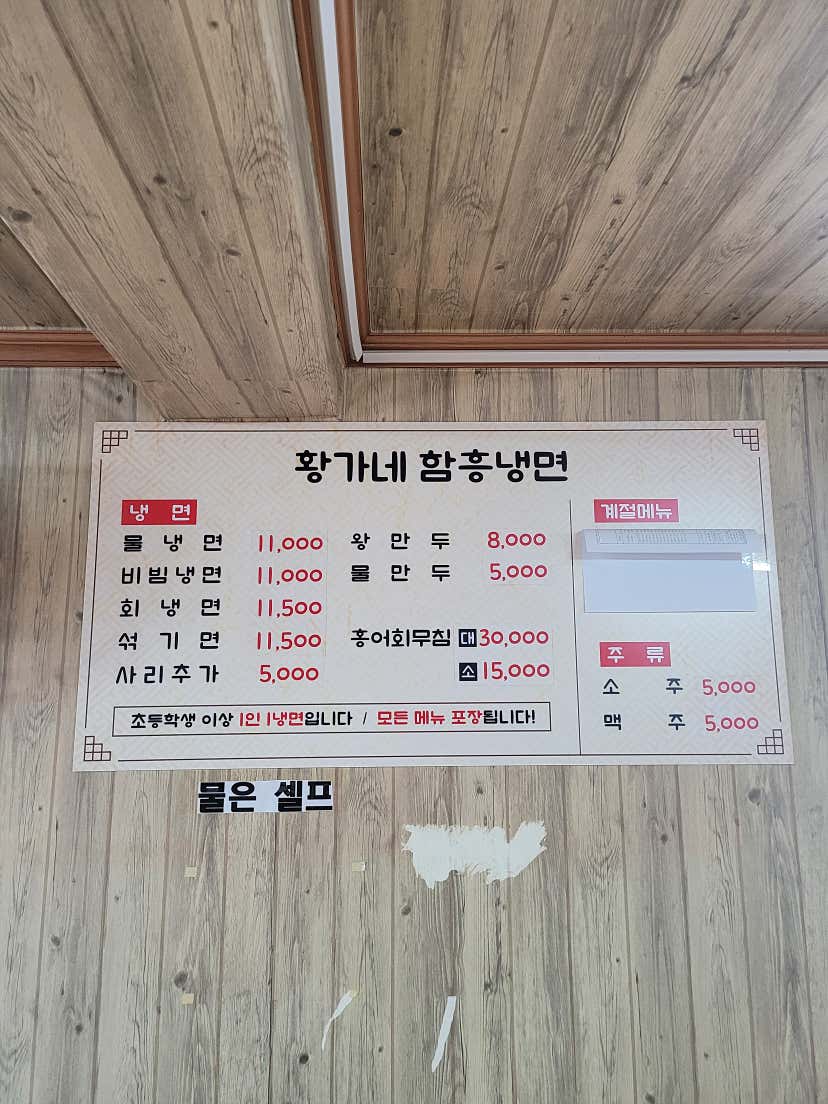 황가네 함흥냉면
냉 면
물 냉 면 11,000
비빔냉면 11,000
회 냉 면 11,500
섞 기 면 11,500
사리추가 5,000
왕 만 두 8,000
물 만 두 5,000
홍어회무침 대 30,000
소 15,000
초등학생 이상 1인 1냉면입니다 / 모든 메뉴 포장됩니다!
계절메뉴
주 류
소 주 5,000
맥 주 5,000
물은 셀프